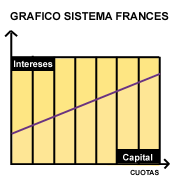 GRAFICO SISTEMA FRANCES
Intereses
Capital
CUOTAS